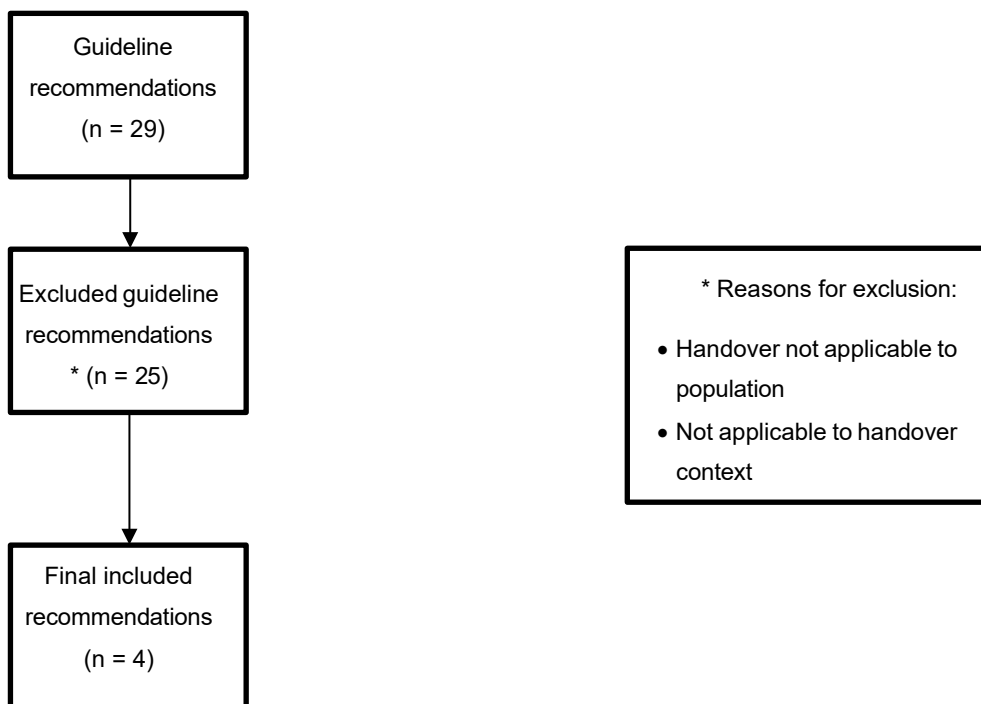 Guideline
recommendations
(n = 29)
Excluded guideline
recommendations
* (n = 25)
* Reasons for exclusion:
• Handover not applicable to
population
• Not applicable to handover
context
Final included
recommendations
(n = 4)